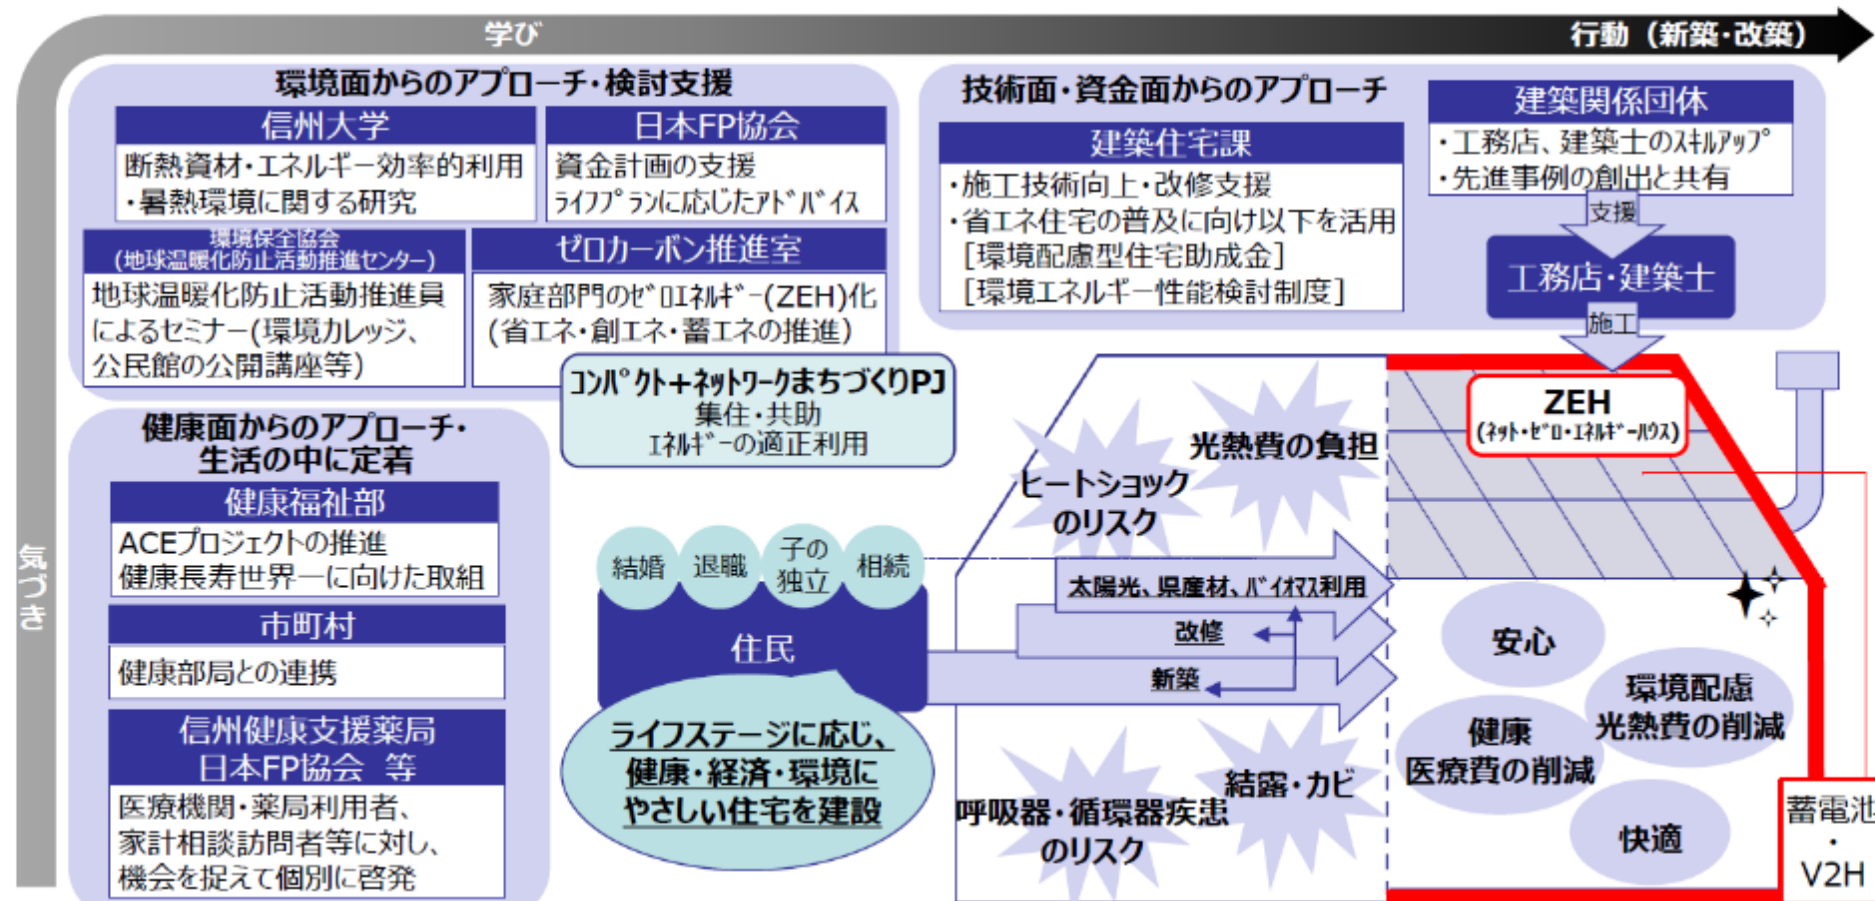 学び
行動（新築･改築）
気づき
環境面からのアプローチ･検討支援
信州大学
断熱資材･エネルギー効率的利用
・暑熱環境に関する研究
日本FP協会
資金計画の支援
ﾗｲﾌﾌﾟﾗﾝに応じたｱﾄﾞﾊﾞｲｽ
環境保全協会
(地球温暖化防止活動推進センター)
地球温暖化防止活動推進員
によるセミナー(環境カレッジ、
公民館の公開講座等)
ゼロカーボン推進室
家庭部門のｾﾞﾛｴﾈﾙｷﾞｰ(ZEH)化
(省エネ･創エネ･蓄エネの推進)
技術面･資金面からのアプローチ
建築住宅課
・施工技術向上･改修支援
・省エネ住宅の普及に向け以下を活用
[環境配慮型住宅助成金]
[環境エネルギー性能検討制度]
建築関係団体
・工務店、建築士のｽｷﾙｱｯﾌﾟ
・先進事例の創出と共有
支援
工務店･建築士
施工
ｺﾝﾊﾟｸﾄ+ﾈｯﾄﾜｰｸまちづくりPJ
集住･共助
ｴﾈﾙｷﾞｰの適正利用
健康面からのアプローチ･
生活の中に定着
健康福祉部
ACEプロジェクトの推進
健康長寿世界一に向けた取組
市町村
健康部局との連携
信州健康支援薬局
日本FP協会 等
医療機関･薬局利用者、
家計相談訪問者等に対し、
機会を捉えて個別に啓発
結婚
退職
子の
独立
相続
住民
ライフステージに応じ、
健康･経済･環境に
やさしい住宅を建設
ヒートショック
のリスク
光熱費の負担
太陽光、県産材、ﾊﾞｲｵﾏｽ利用
改修
新築
呼吸器･循環器疾患
のリスク
結露･カビ
ZEH
(ﾈｯﾄ･ｾﾞﾛ･ｴﾈﾙｷﾞｰﾊｳｽ)
安心
環境配慮
光熱費の削減
健康
医療費の削減
快適
蓄電池
・
V2H